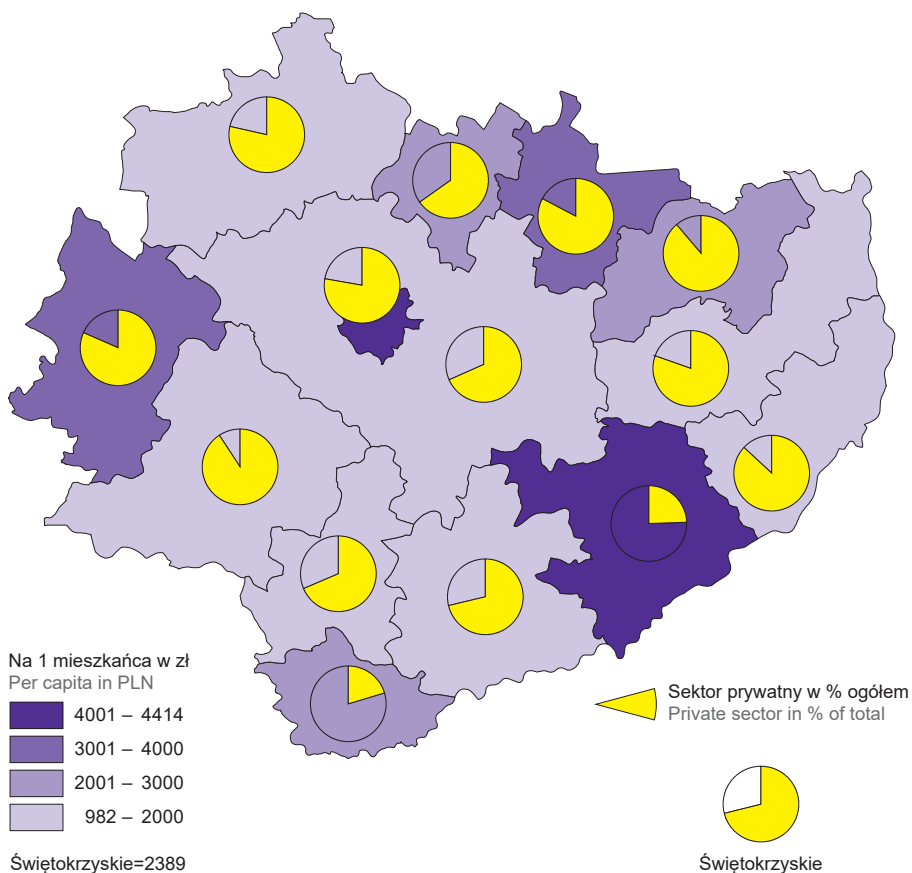 Na 1 mieszkańca w zł
Per capita in PLN
4001 – 4414
3001 – 4000
2001 – 3000
982 – 2000
Świętokrzyskie=2389
Sektor prywatny w % ogółem
Private sector in % of total
Świętokrzyskie